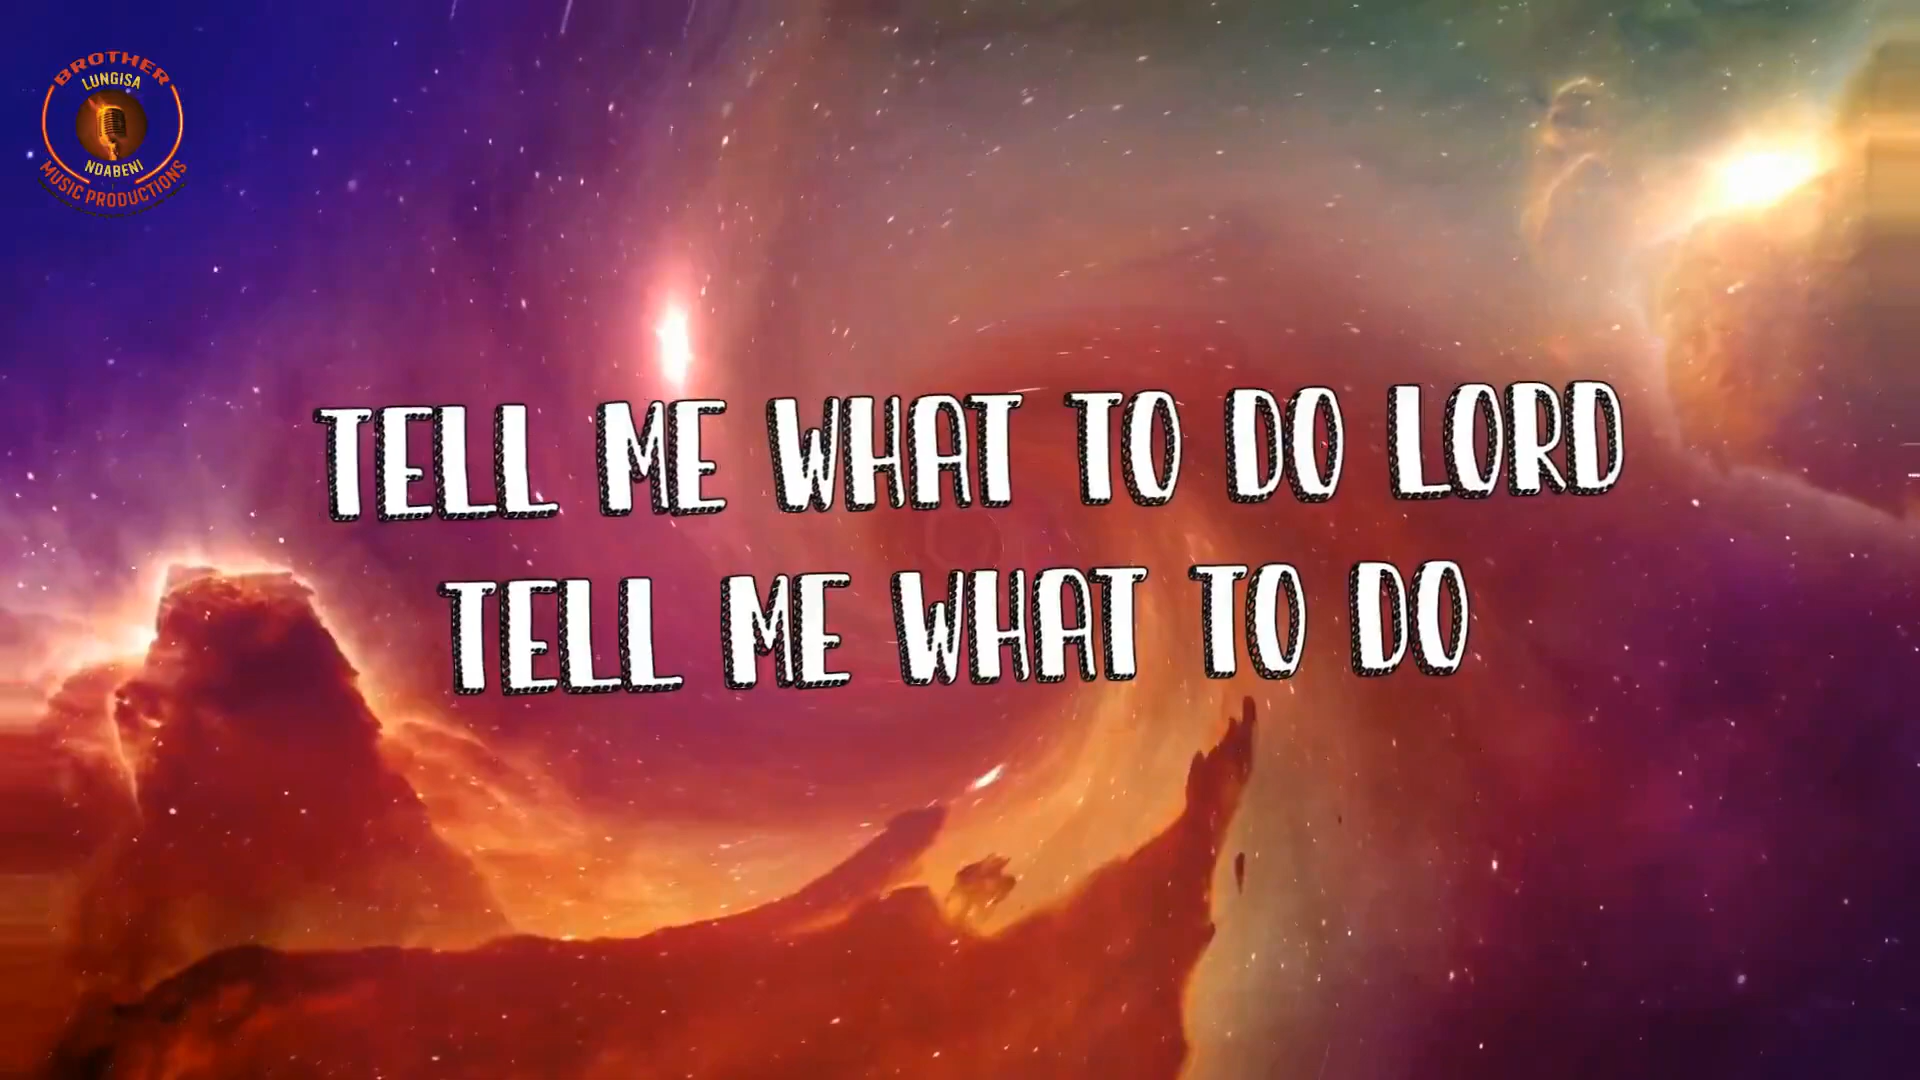 BROTHER
LUNGISA
NDABENI
MUSIC PRODUCTIONS
TELL ME WHAT TO DO LORD
TELL ME WHAT TO DO